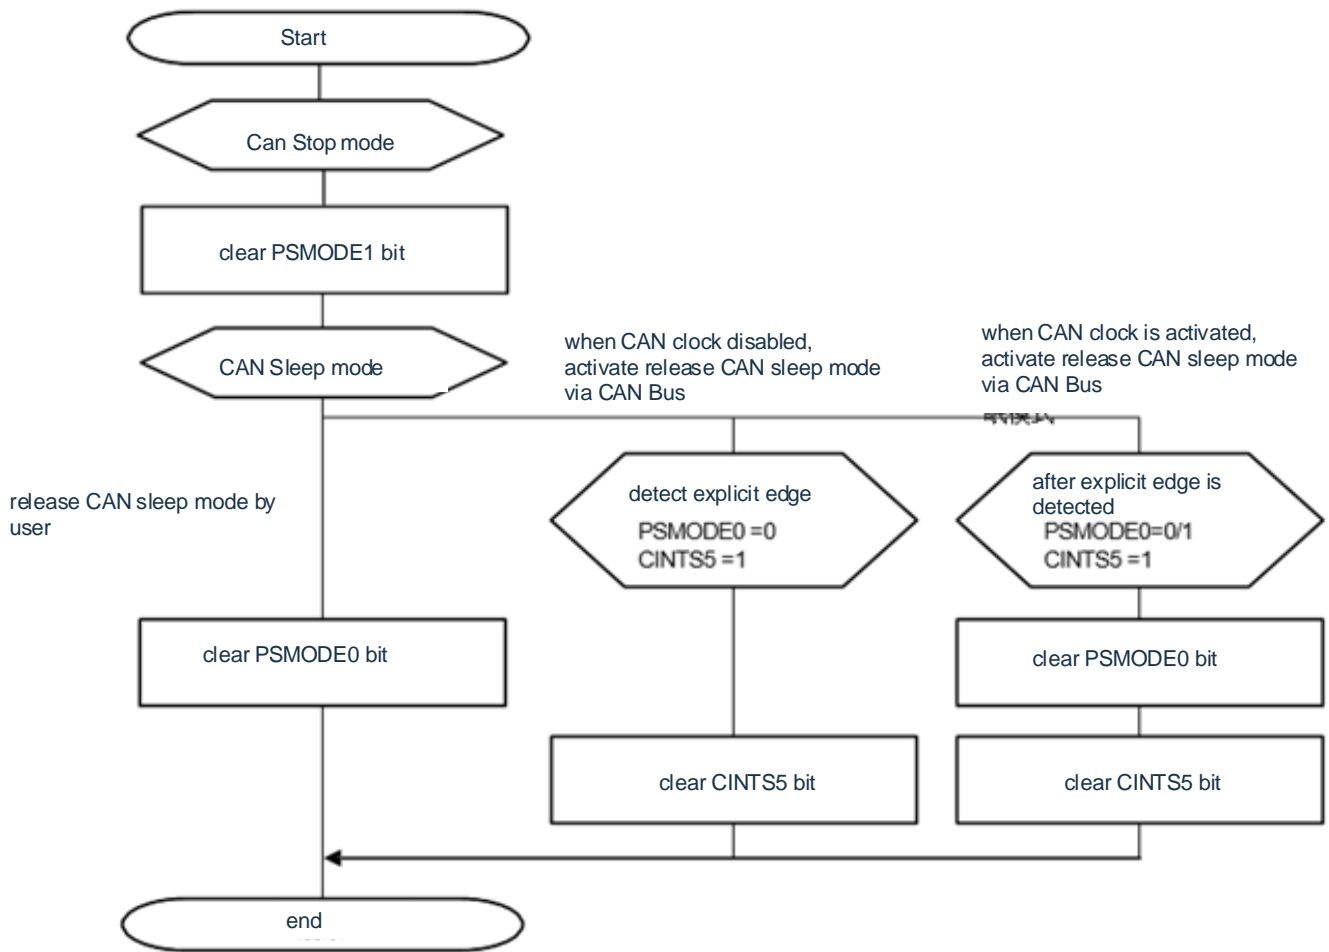 Start
Can Stop mode
clear PSMODE1 bit
CAN Sleep mode
when CAN clock disabled,
activate release CAN sleep mode
via CAN Bus
when CAN clock is activated,
activate release CAN sleep mode
via CAN Bus
release CAN sleep mode by
user
detect explicit edge
PSMODE0 =0
CINTS5 =1
after explicit edge is
detected
PSMODE0=0/1
CINTS5 =1
clear PSMODE0 bit
clear PSMODE0 bit
clear CINTS5 bit
clear CINTS5 bit
end